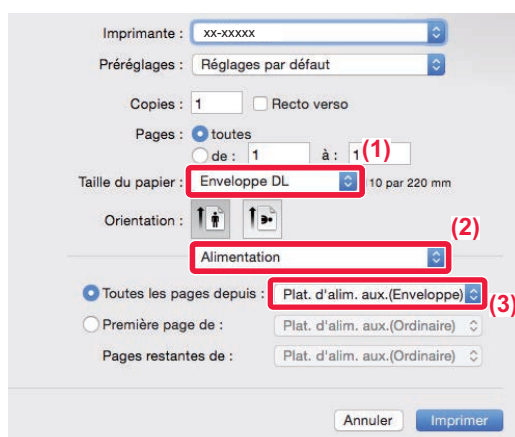 Imprimante : xx-xxxxx
Préréglages : Réglages par défaut
Copies : 1 Recto verso
Pages : toutes
de : 1 à : 1 (1)
Taille du papier : Enveloppe DL 10 par 220 mm
Orientation :
(2)
Alimentation
Toutes les pages depuis : Plat. d'alim. aux.(Enveloppe)
(3)
Première page de : Plat. d'alim. aux.(Ordinaire)
Pages restantes de : Plat. d'alim. aux.(Ordinaire)
Annuler Imprimer